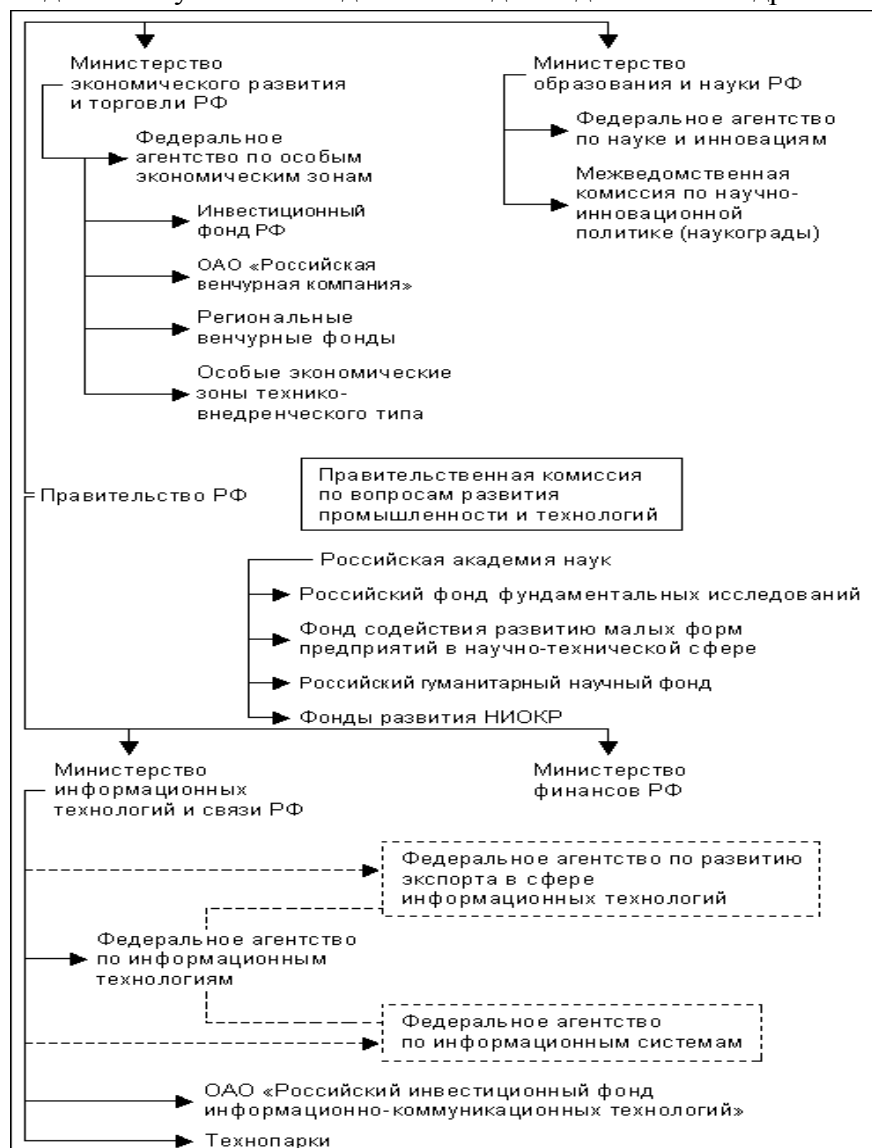 Министерство
экономического развития
и торговли РФ
Федеральное
агентство по особым
экономическим зонам
Инвестиционный
фонд РФ
ОАО «Российская
венчурная компания»
Региональные
венчурные фонды
Особые экономические
зоны технико-
внедренческого типа
Министерство
образования и науки РФ
Федеральное агентство
по науке и инновациям
Межведомственная
комиссия по научно-
инновационной
политике (наукограды)
Правительство РФ
Правительственная комиссия
по вопросам развития
промышленности и технологий
Российская академия наук
Российский фонд фундаментальных исследований
Фонд содействия развитию малых форм
предприятий в научно-технической сфере
Российский гуманитарный научный фонд
Фонды развития НИОКР
Министерство
информационных
технологий и связи РФ
Министерство
финансов РФ
Федеральное агентство по развитию
экспорта в сфере
информационных технологий
Федеральное агентство
по информационным
технологиям
Федеральное агентство
по информационным системам
ОАО «Российский инвестиционный фонд
информационно-коммуникационных технологий»
Технопарки